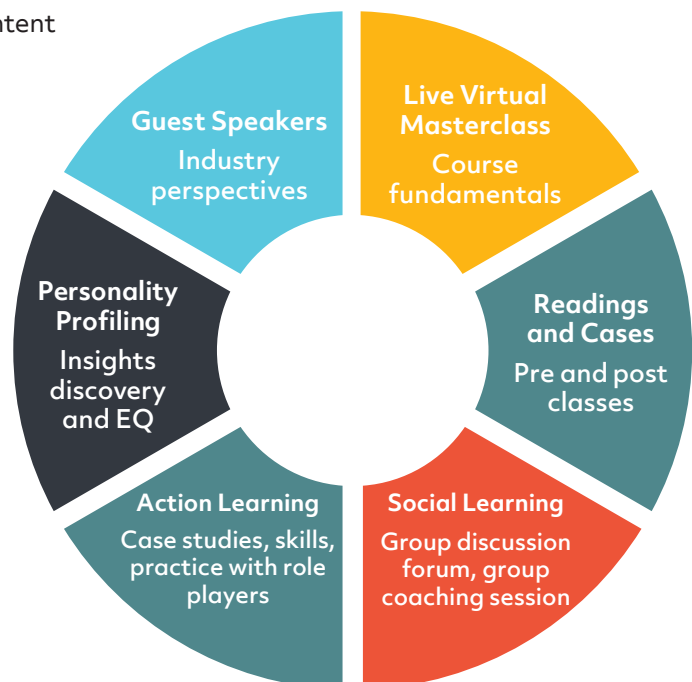 Guest Speakers
Industry
perspectives
Live Virtual
Masterclass
Course
fundamentals
Readings
and Cases
Pre and post
classes
Social Learning
Group discussion
forum, group
coaching session
Action Learning
Case studies, skills,
practice with role
players
Personality
Profiling
Insights
discovery
and EQ